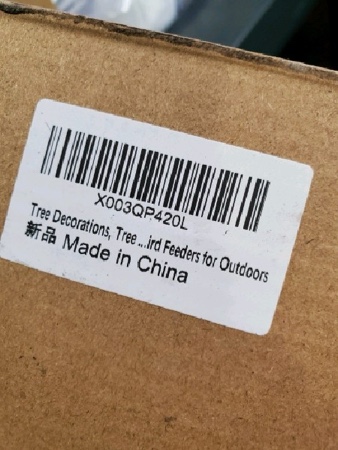 X003QP420L
Tree Decorations, Tree ...ird Feeders for Outdoors
新品 Made in China